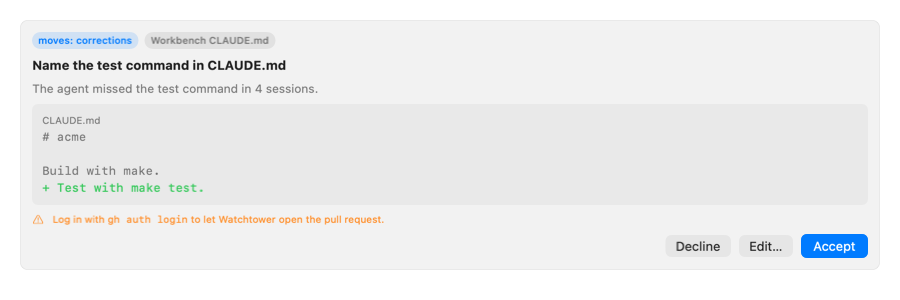 moves: corrections Workbench CLAUDE.md
Name the test command in CLAUDE.md
The agent missed the test command in 4 sessions.
CLAUDE.md
# acme
Build with make.
+ Test with make test.
Log in with gh auth login to let Watchtower open the pull request.
Decline Edit... Accept